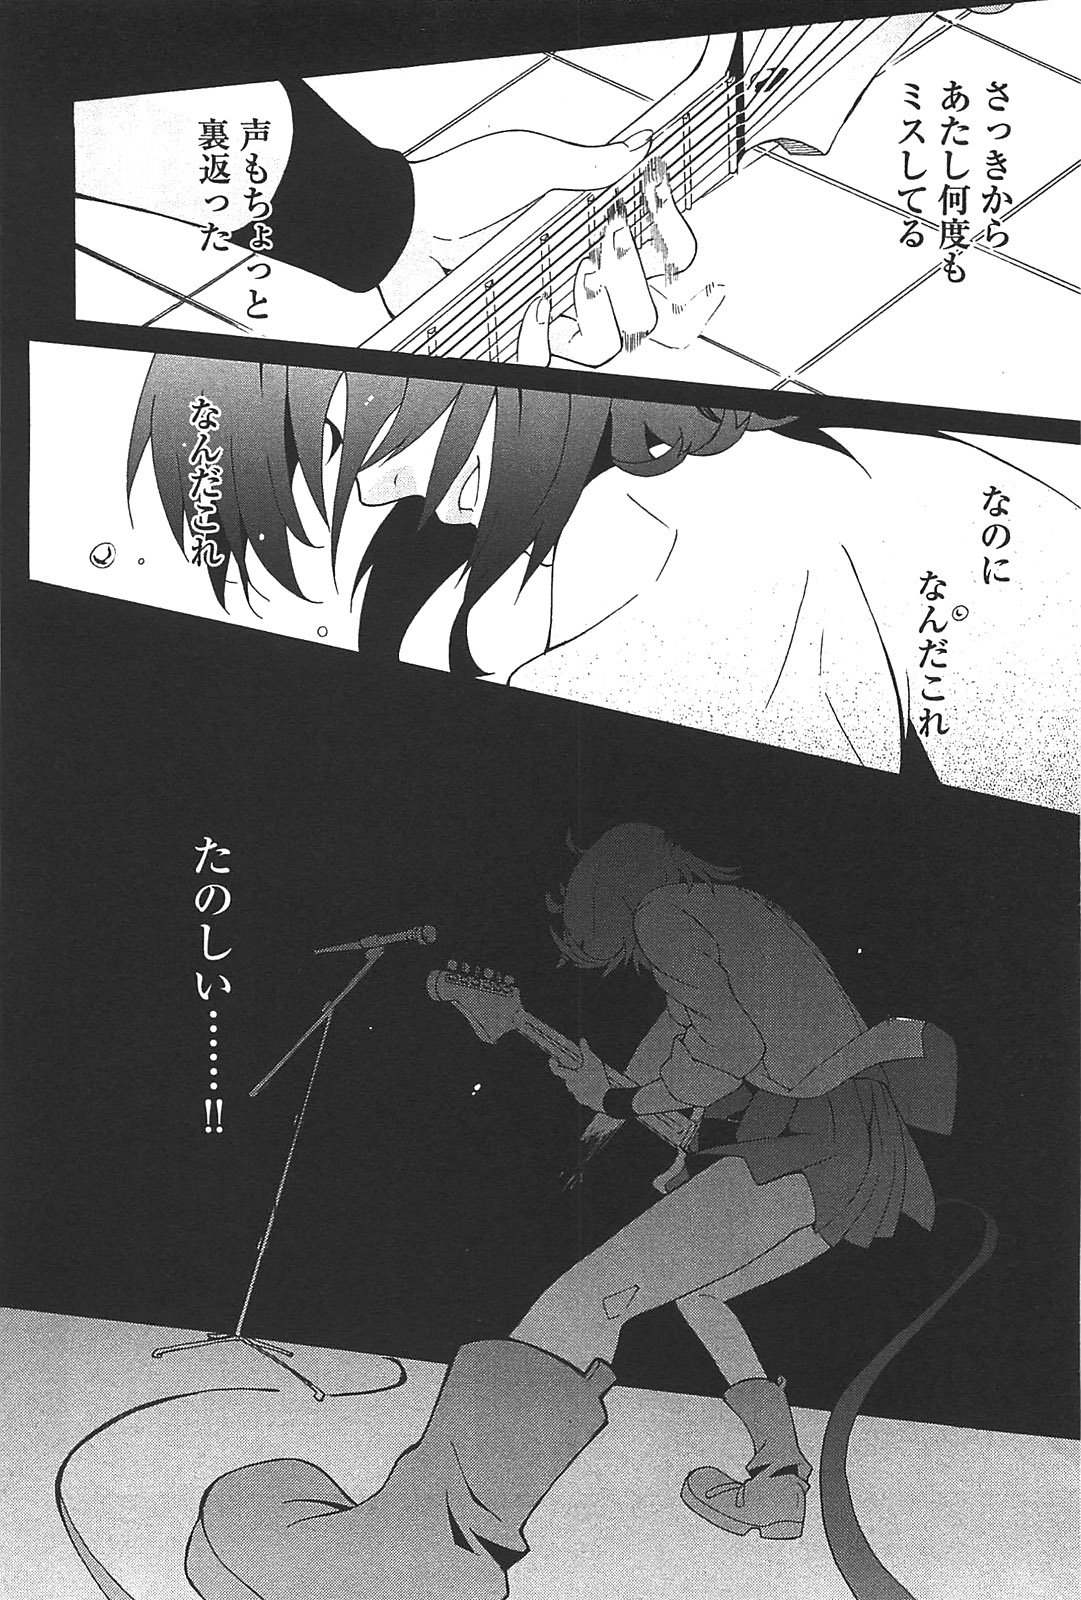 さっきから
あたし何度も
ミスしてる
声もちょっと
裏返った
なのに
なんだこれ
なんだこれ
たのしい……!!